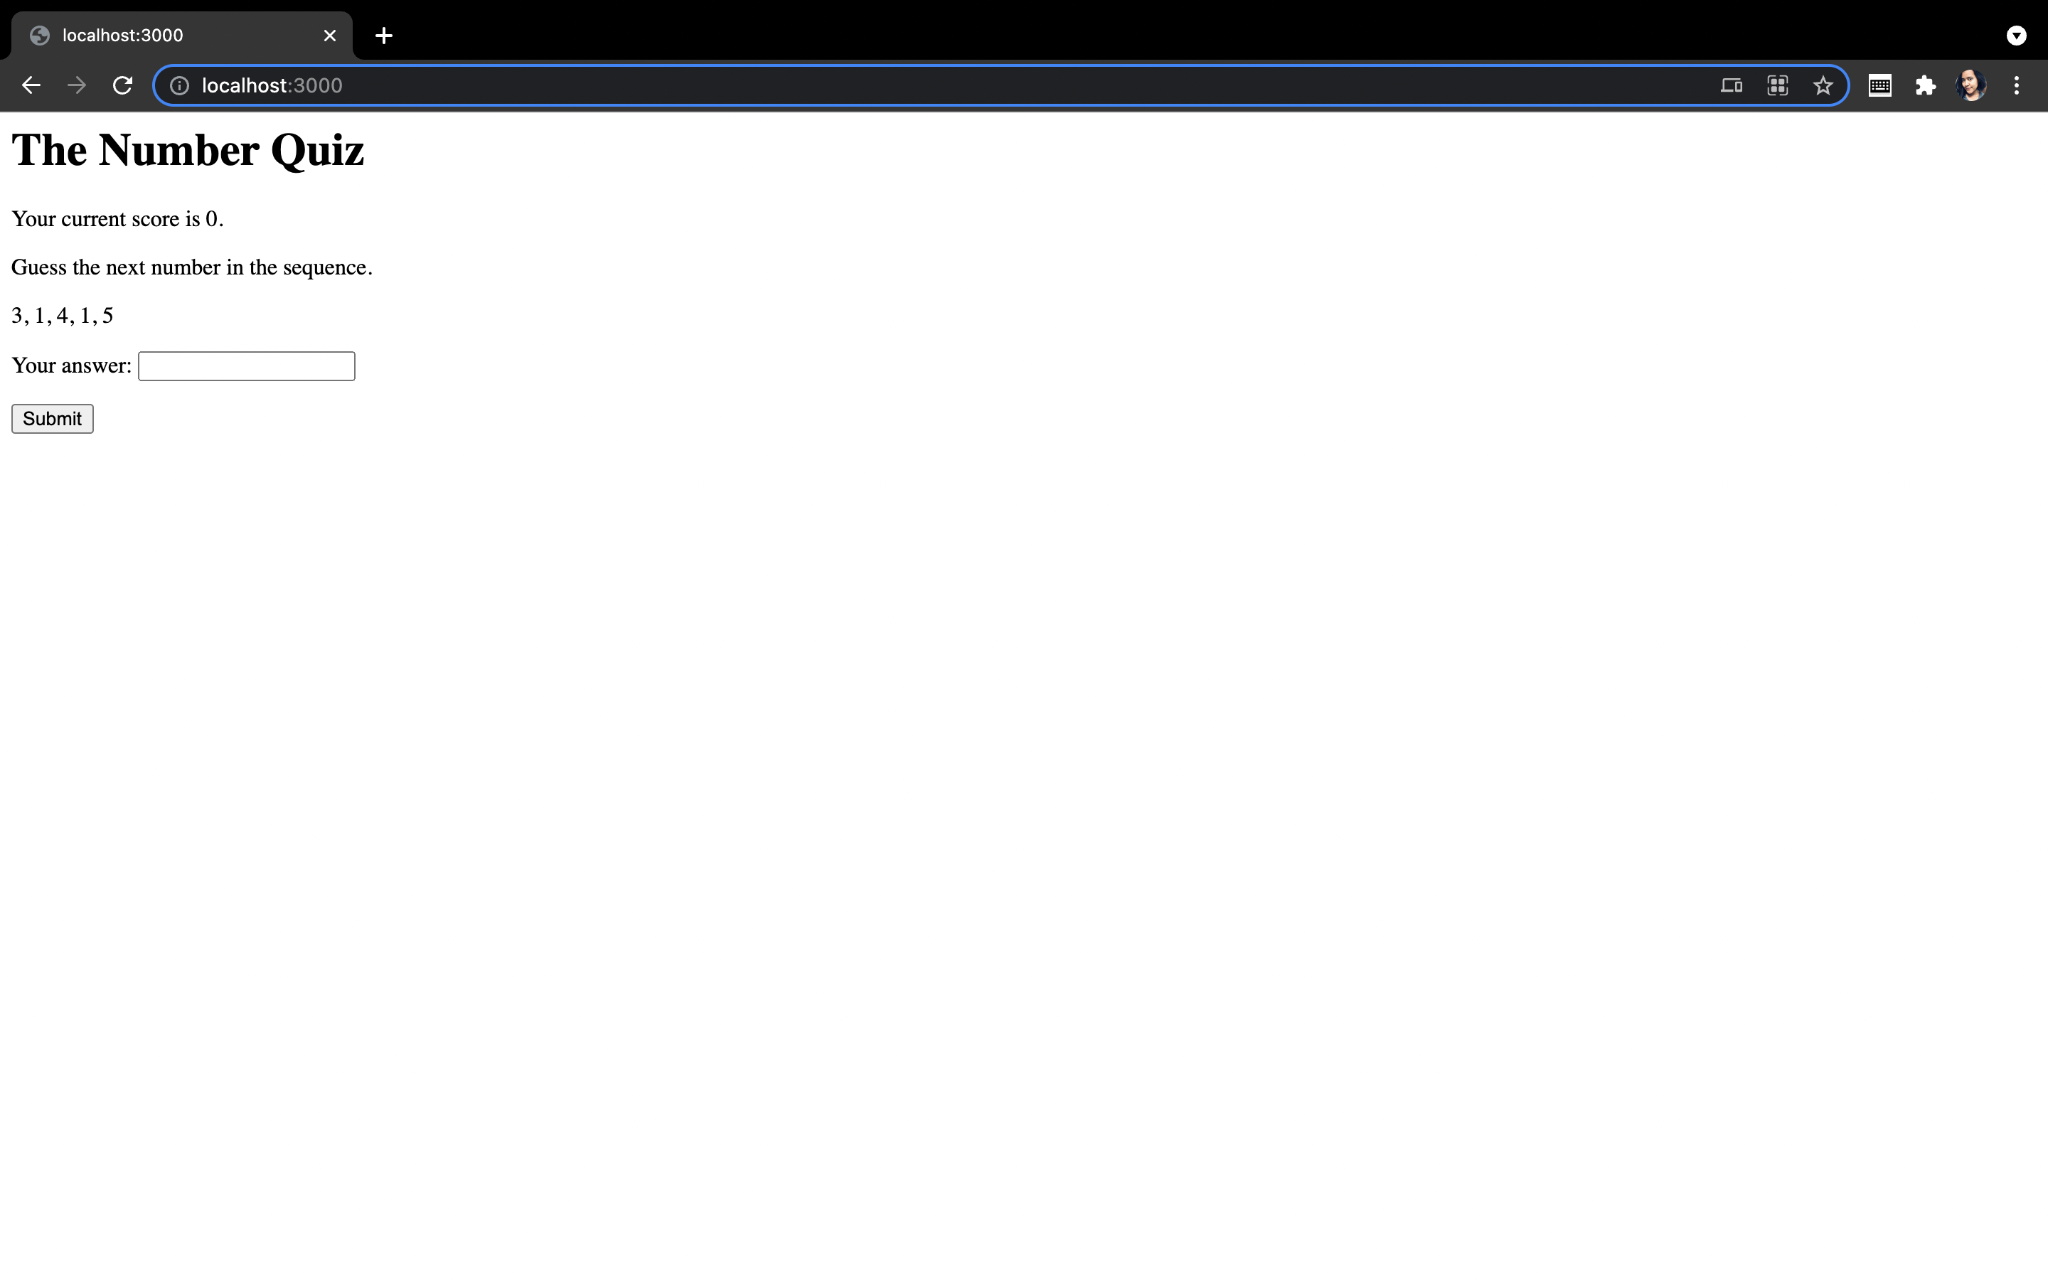 localhost:3000
localhost:3000
The Number Quiz
Your current score is 0.
Guess the next number in the sequence.
3, 1, 4, 1, 5
Your answer:
Submit